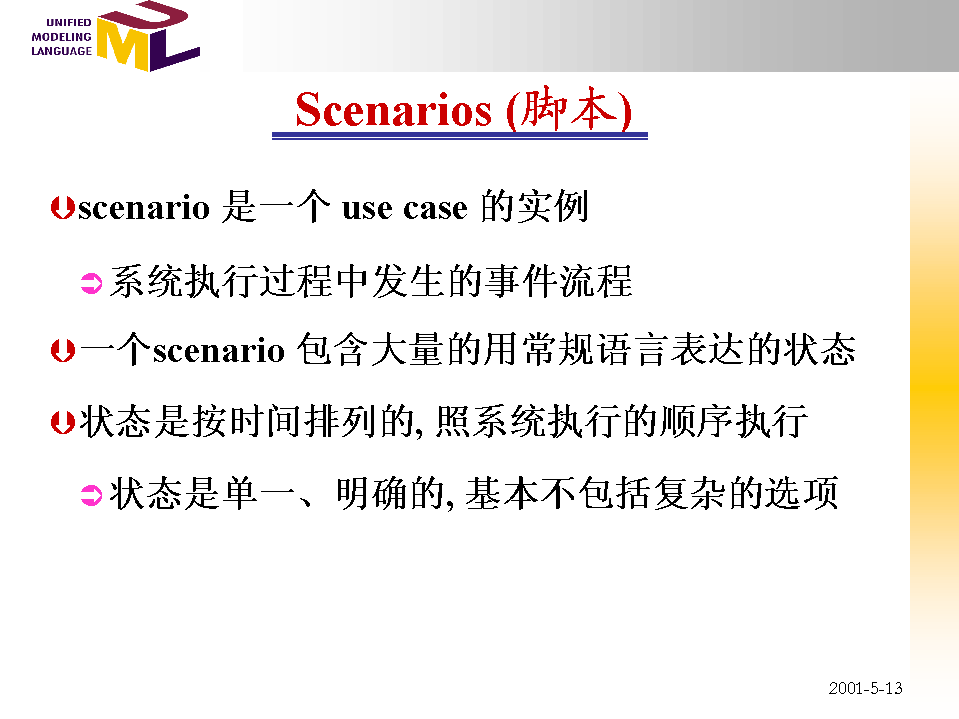 UNIFIED
MODELING
LANGUAGE
UML
Scenarios (脚本)
scenario 是一个 use case 的实例
系统执行过程中发生的事件流程
一个scenario 包含大量的用常规语言表达的状态
状态是按时间排列的, 照系统执行的顺序执行
状态是单一、明确的, 基本不包括复杂的选项
2001-5-13